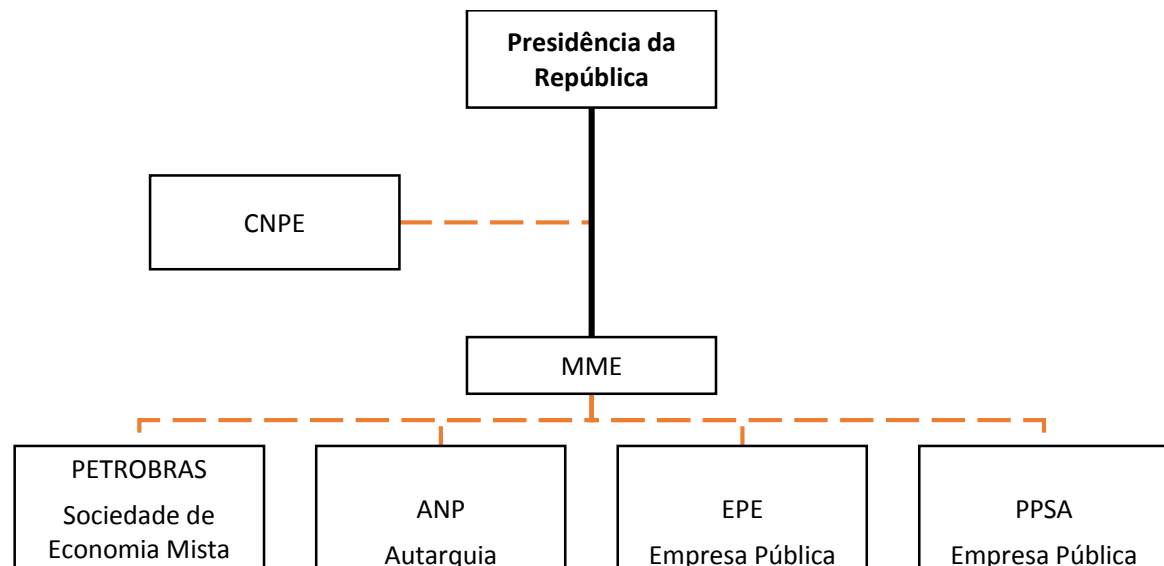 Presidência da
República
CNPE
MME
PETROBRAS
Sociedade de
Economia Mista
ANP
Autarquia
EPE
Empresa Pública
PPSA
Empresa Pública